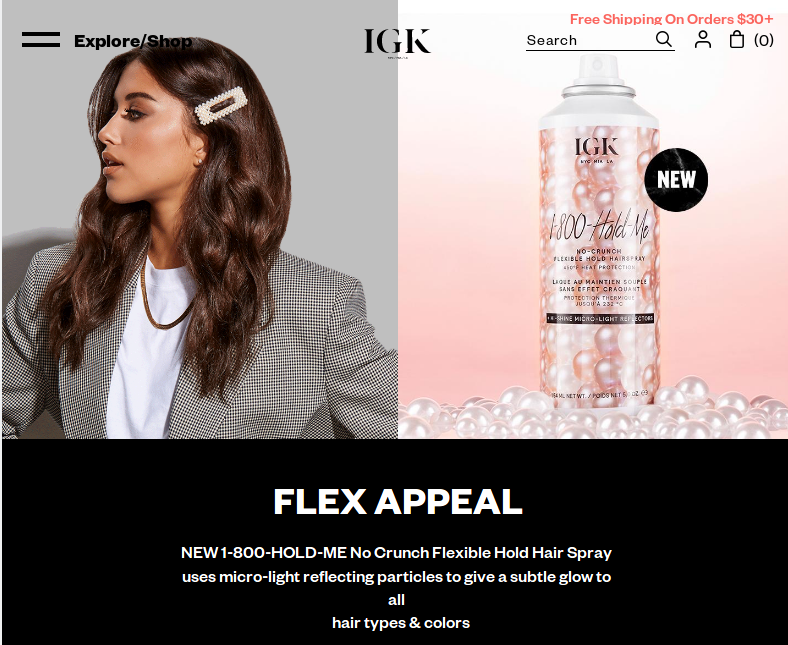 Free Shipping On Orders $30+
Explore/Shop
IGK
NYC/MIA/LA
Search
(0)
IGK
NYC MIA LA
NEW
1-800-Hold-Me
NO-CRUNCH
FLEXIBLE HOLD HAIRSPRAY
450°F HEAT PROTECTION
LAQUE AU MAINTIEN SOUPLE
SANS EFFET CRAQUANT
PROTECTION THERMIQUE
JUSQU'À 232 °C
SHINE MICRO-LIGHT REFLECTORS
FLEX APPEAL
NEW 1-800-HOLD-ME No Crunch Flexible Hold Hair Spray
uses micro-light reflecting particles to give a subtle glow to
all
hair types & colors